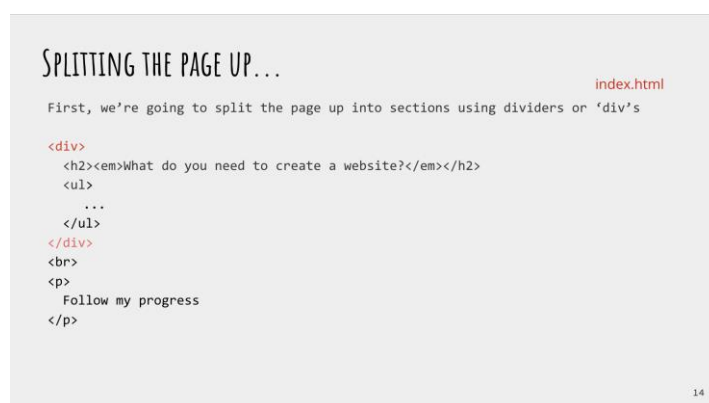 SPLITTING THE PAGE UP...
index.html
First, we’re going to split the page up into sections using dividers or ‘div’s
<div>
<h2><em>What do you need to create a website?</em></h2>
<ul>
...
</ul>
</div>
<br>
<p>
Follow my progress
</p>
14